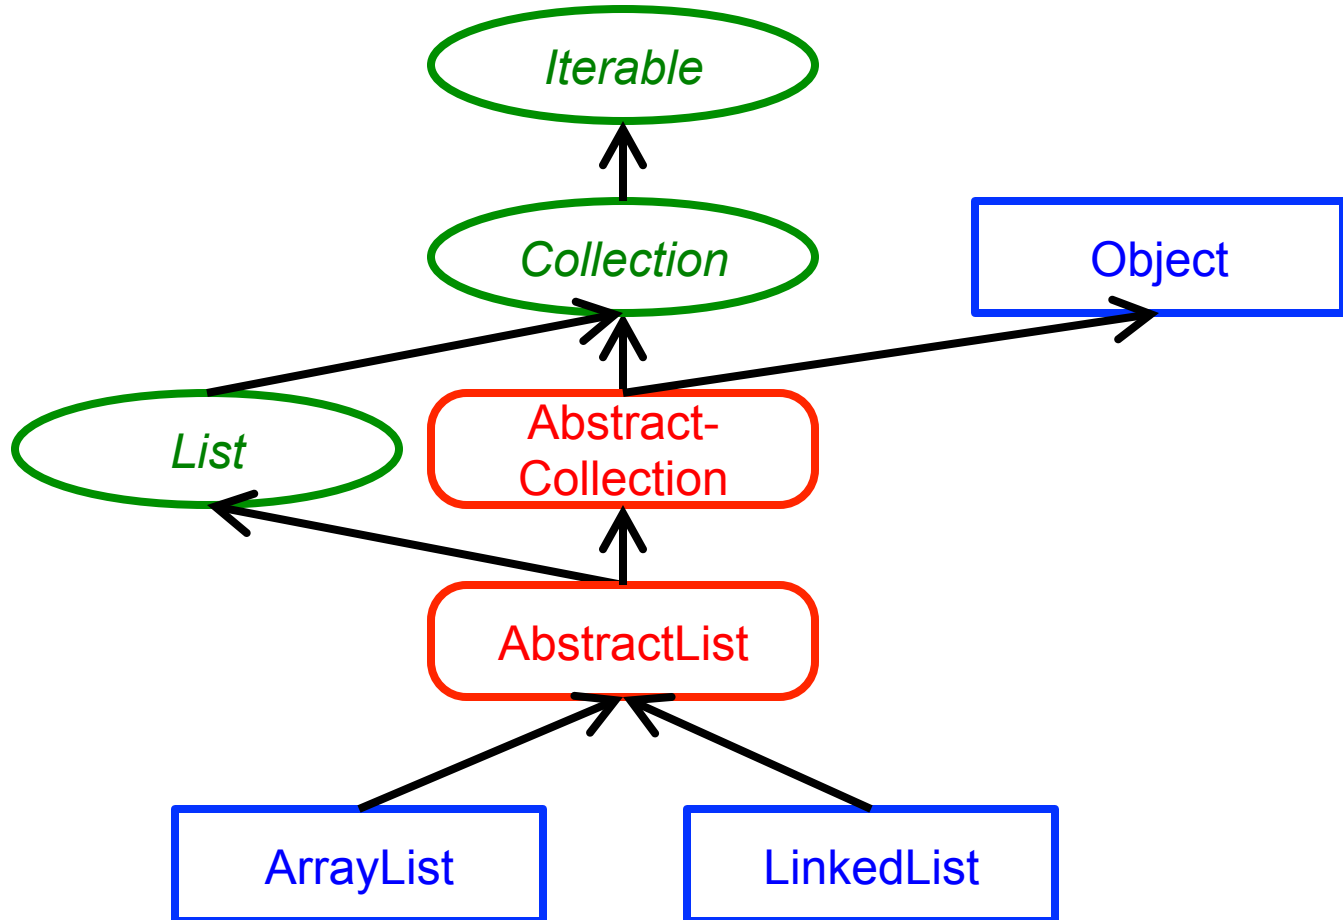 Iterable
Collection
Object
List
Abstract-
Collection
AbstractList
ArrayList
LinkedList